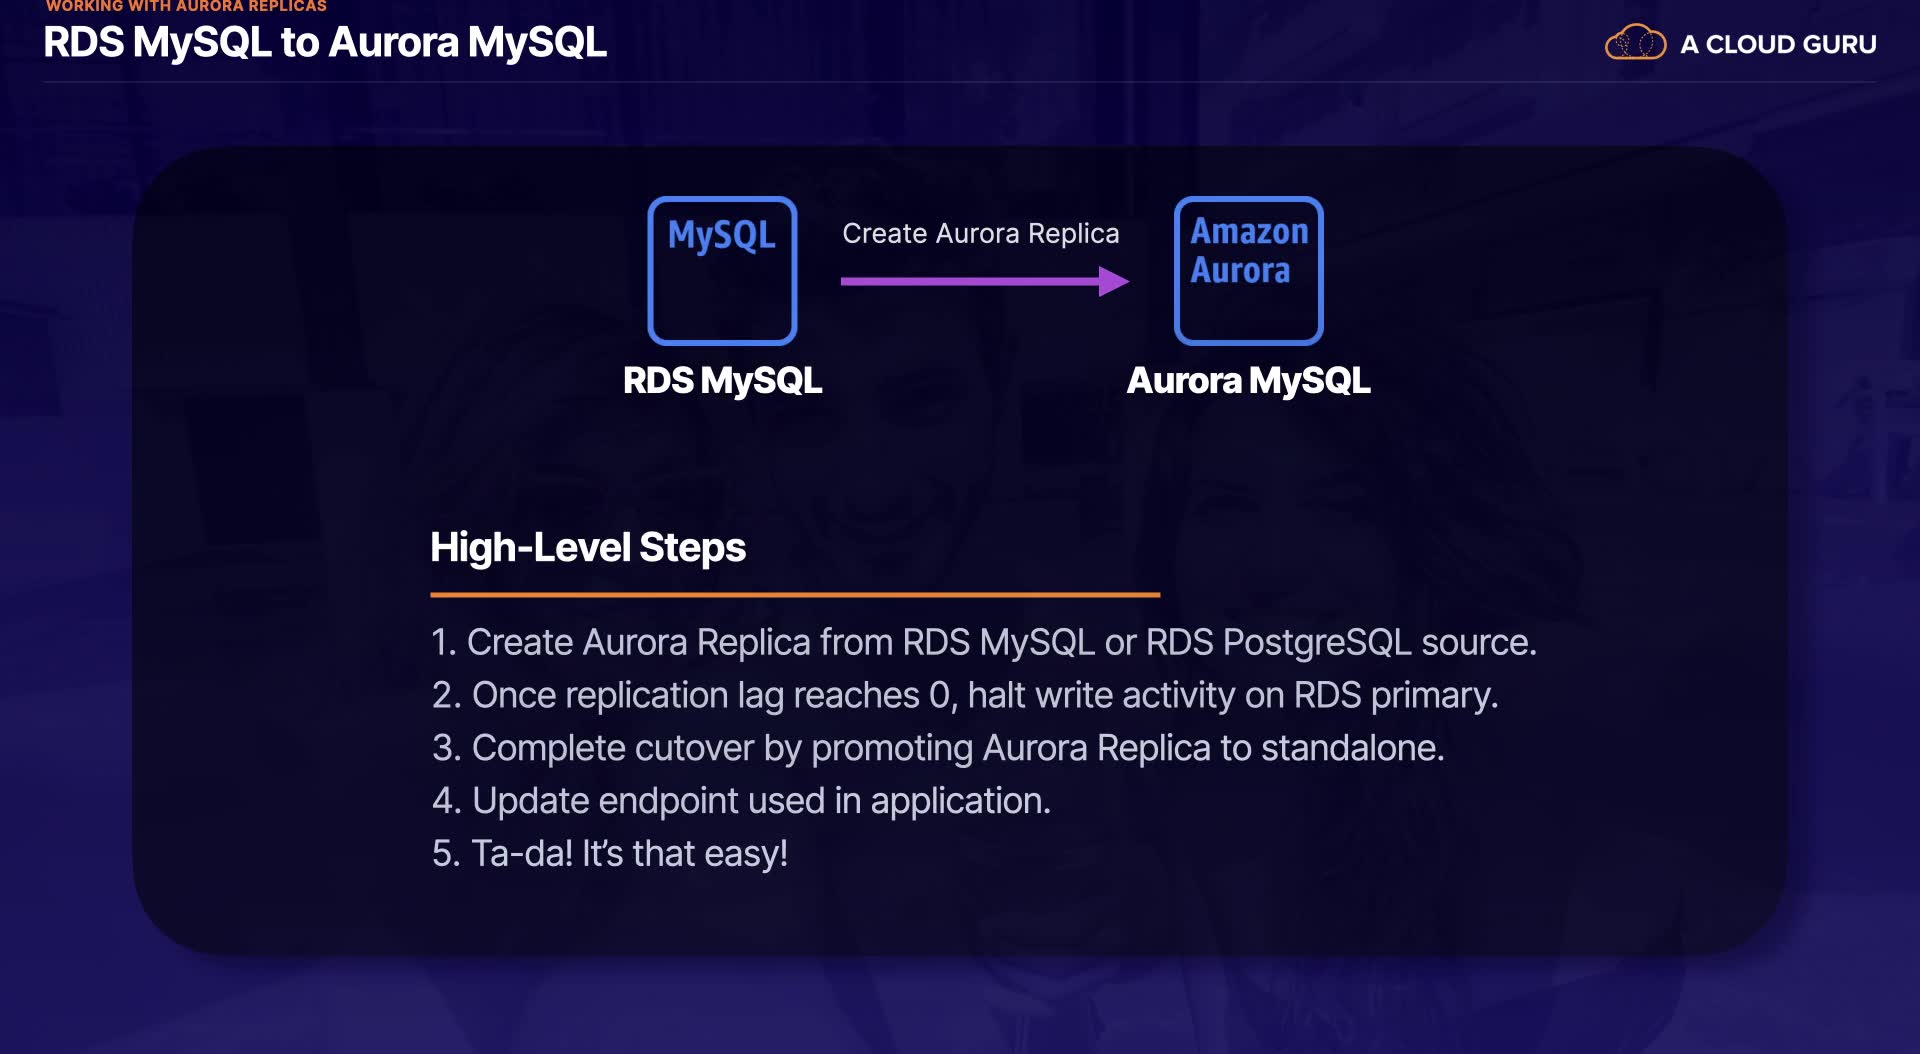 WORKING WITH AURORA REPLICAS
RDS MySQL to Aurora MySQL
A CLOUD GURU
MySQL
Create Aurora Replica
Amazon
Aurora
RDS MySQL
Aurora MySQL
High-Level Steps
1. Create Aurora Replica from RDS MySQL or RDS PostgreSQL source.
2. Once replication lag reaches 0, halt write activity on RDS primary.
3. Complete cutover by promoting Aurora Replica to standalone.
4. Update endpoint used in application.
5. Ta-da! It’s that easy!